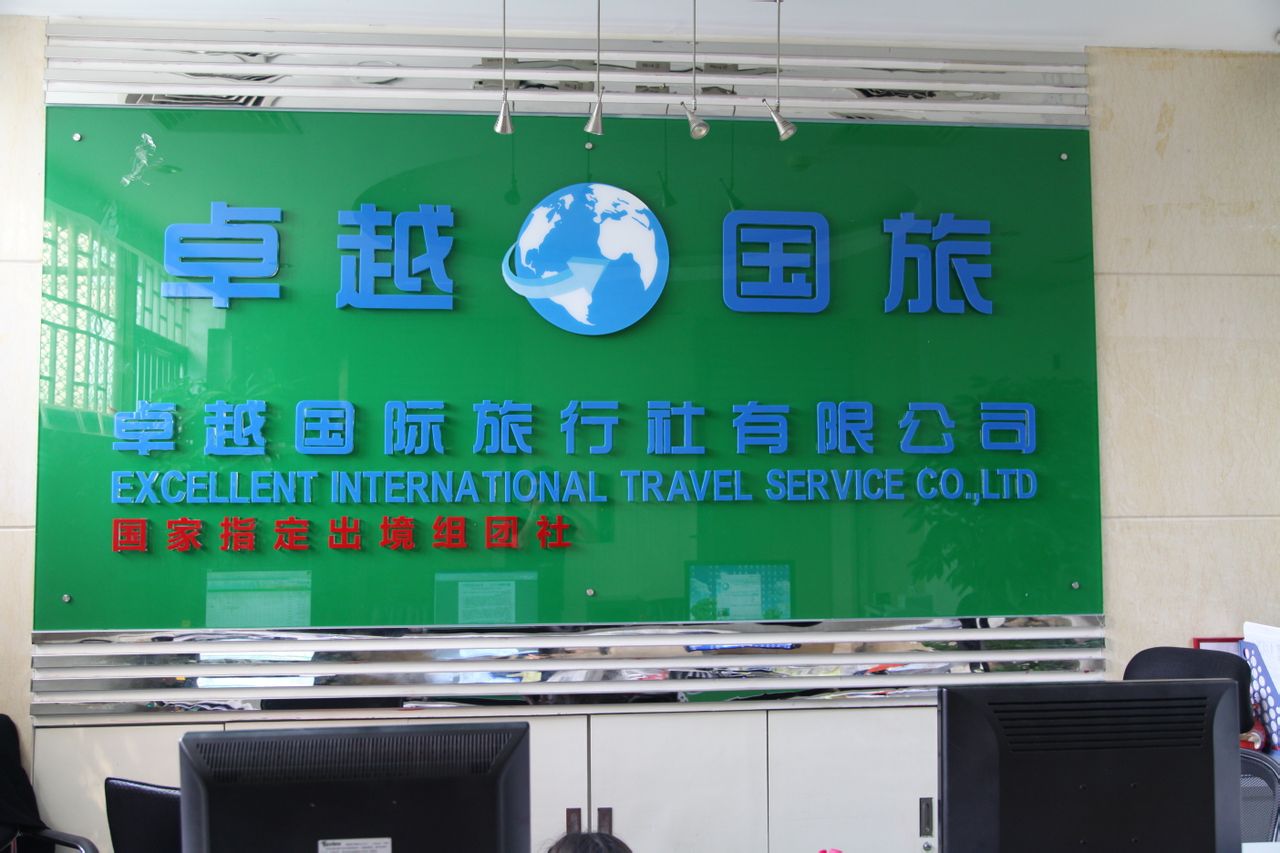 卓越国旅
卓越国际旅行社有限公司
EXCELLENT INTERNATIONAL TRAVEL SERVICE CO.,LTD
国家指定出境组团社